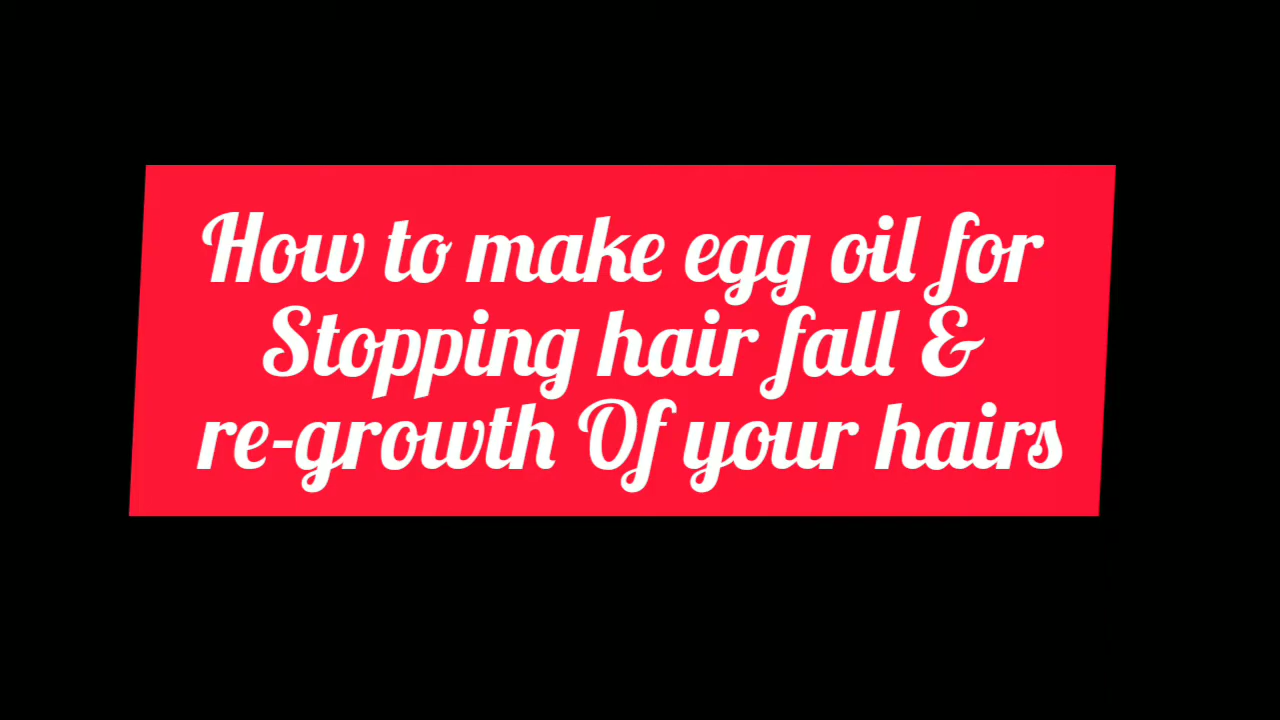 How to make egg oil for
Stopping hair fall &
re-growth Of your hairs